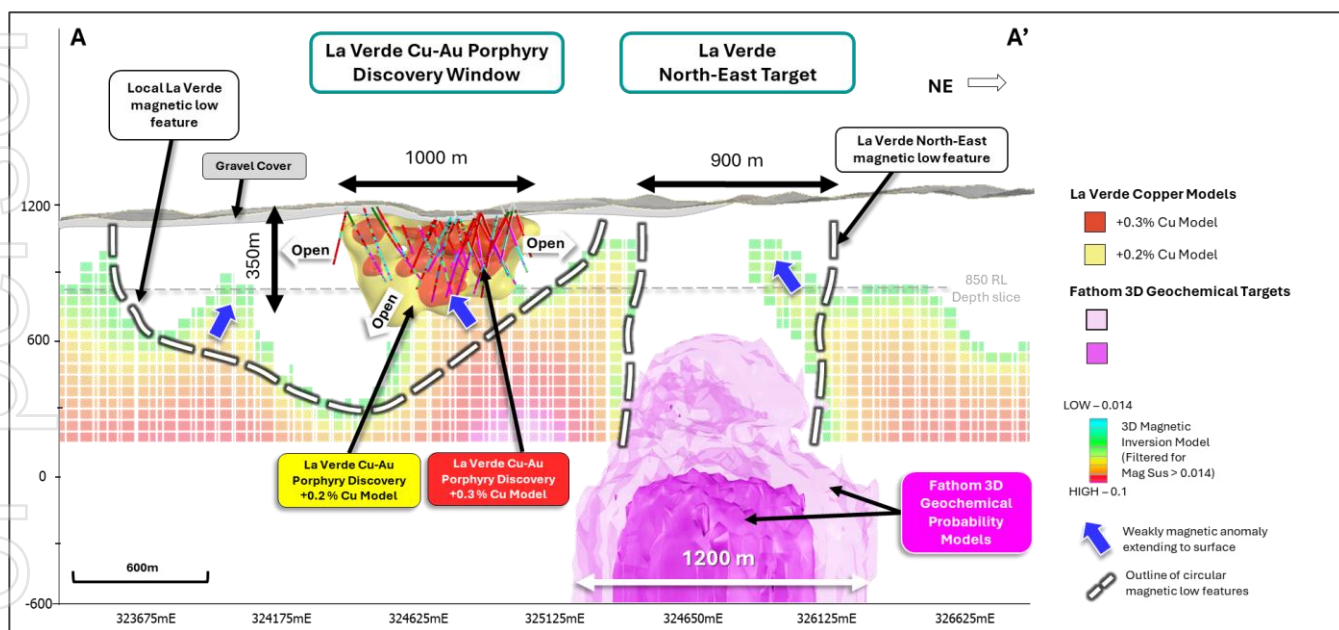 A
La Verde Cu-Au Porphyry
Discovery Window
La Verde
North-East Target
A'
NE
Local La Verde
magnetic low
feature
Gravel Cover
1000 m
900 m
La Verde North-East
magnetic low feature
1200
350m
Open
Open
Open
850 RL
Depth slice
600
0
-600
La Verde Cu-Au
Porphyry Discovery
+0.2% Cu Model
La Verde Cu-Au
Porphyry Discovery
+0.3% Cu Model
Fathom 3D
Geochemical
Probability
Models
1200 m
600m
323675mE
324175mE
324625mE
325125mE
324650mE
326125mE
326625mE
La Verde Copper Models
+0.3% Cu Model
+0.2% Cu Model
Fathom 3D Geochemical Targets
LOW – 0.014
3D Magnetic
Inversion Model
(Filtered for
Mag Sus > 0.014)
HIGH – 0.1
Weakly magnetic anomaly
extending to surface
Outline of circular
magnetic low features